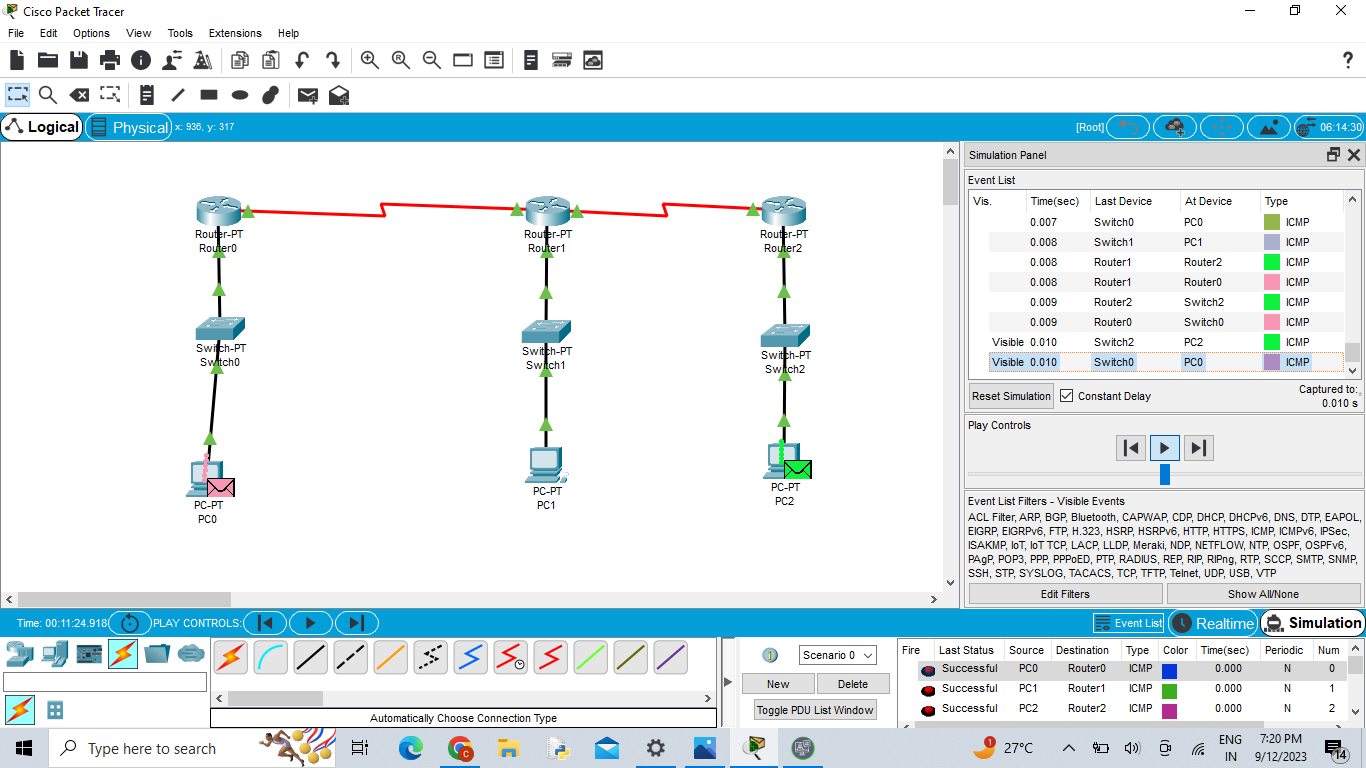 Cisco Packet Tracer
File Edit Options View Tools Extensions Help
Logical Physical x: 936, y: 317 [Root] 06:14:30
Router-PT
Router0
Router-PT
Router1
Router-PT
Router2
Switch-PT
Switch0
Switch-PT
Switch1
Switch-PT
Switch2
PC-PT
PC0
PC-PT
PC1
PC-PT
PC2
Simulation Panel
Event List
Vis. Time(sec) Last Device At Device Type
0.007 Switch0 PC0 ICMP
0.008 Switch1 PC1 ICMP
0.008 Router1 Router2 ICMP
0.008 Router1 Router0 ICMP
0.009 Router2 Switch2 ICMP
0.009 Router0 Switch0 ICMP
Visible 0.010 Switch2 PC2 ICMP
Visible 0.010 Switch0 PC0 ICMP
Reset Simulation Constant Delay Captured to:
0.010 s
Play Controls
Event List Filters - Visible Events
ACL Filter, ARP, BGP, Bluetooth, CAPWAP, CDP, DHCP, DHCPv6, DNS, DTP, EAPOL,
EIGRP, EIGRPv6, FTP, H.323, HSRP, HSRPv6, HTTP, HTTPS, ICMP, ICMPv6, IPSec,
ISAKMP, IoT, IoT TCP, LACP, LLDP, Meraki, NDP, NETFLOW, NTP, OSPF, OSPFv6,
PAgP, POP3, PPP, PPPoED, PTP, RADIUS, REP, RIP, RIPng, RTP, SCCP, SMTP, SNMP,
SSH, STP, SYSLOG, TACACS, TCP, TFTP, Telnet, UDP, USB, VTP
Edit Filters Show All/None
Time: 00:11:24.918 PLAY CONTROLS: Event List Realtime Simulation
Automatically Choose Connection Type
Scenario 0
New Delete
Toggle PDU List Window
Fire Last Status Source Destination Type Color Time(sec) Periodic Num
Successful PC0 Router0 ICMP 0.000 N 0
Successful PC1 Router1 ICMP 0.000 N 1
Successful PC2 Router2 ICMP 0.000 N 2
Type here to search
1
27°C
ENG
IN
7:20 PM
9/12/2023
14